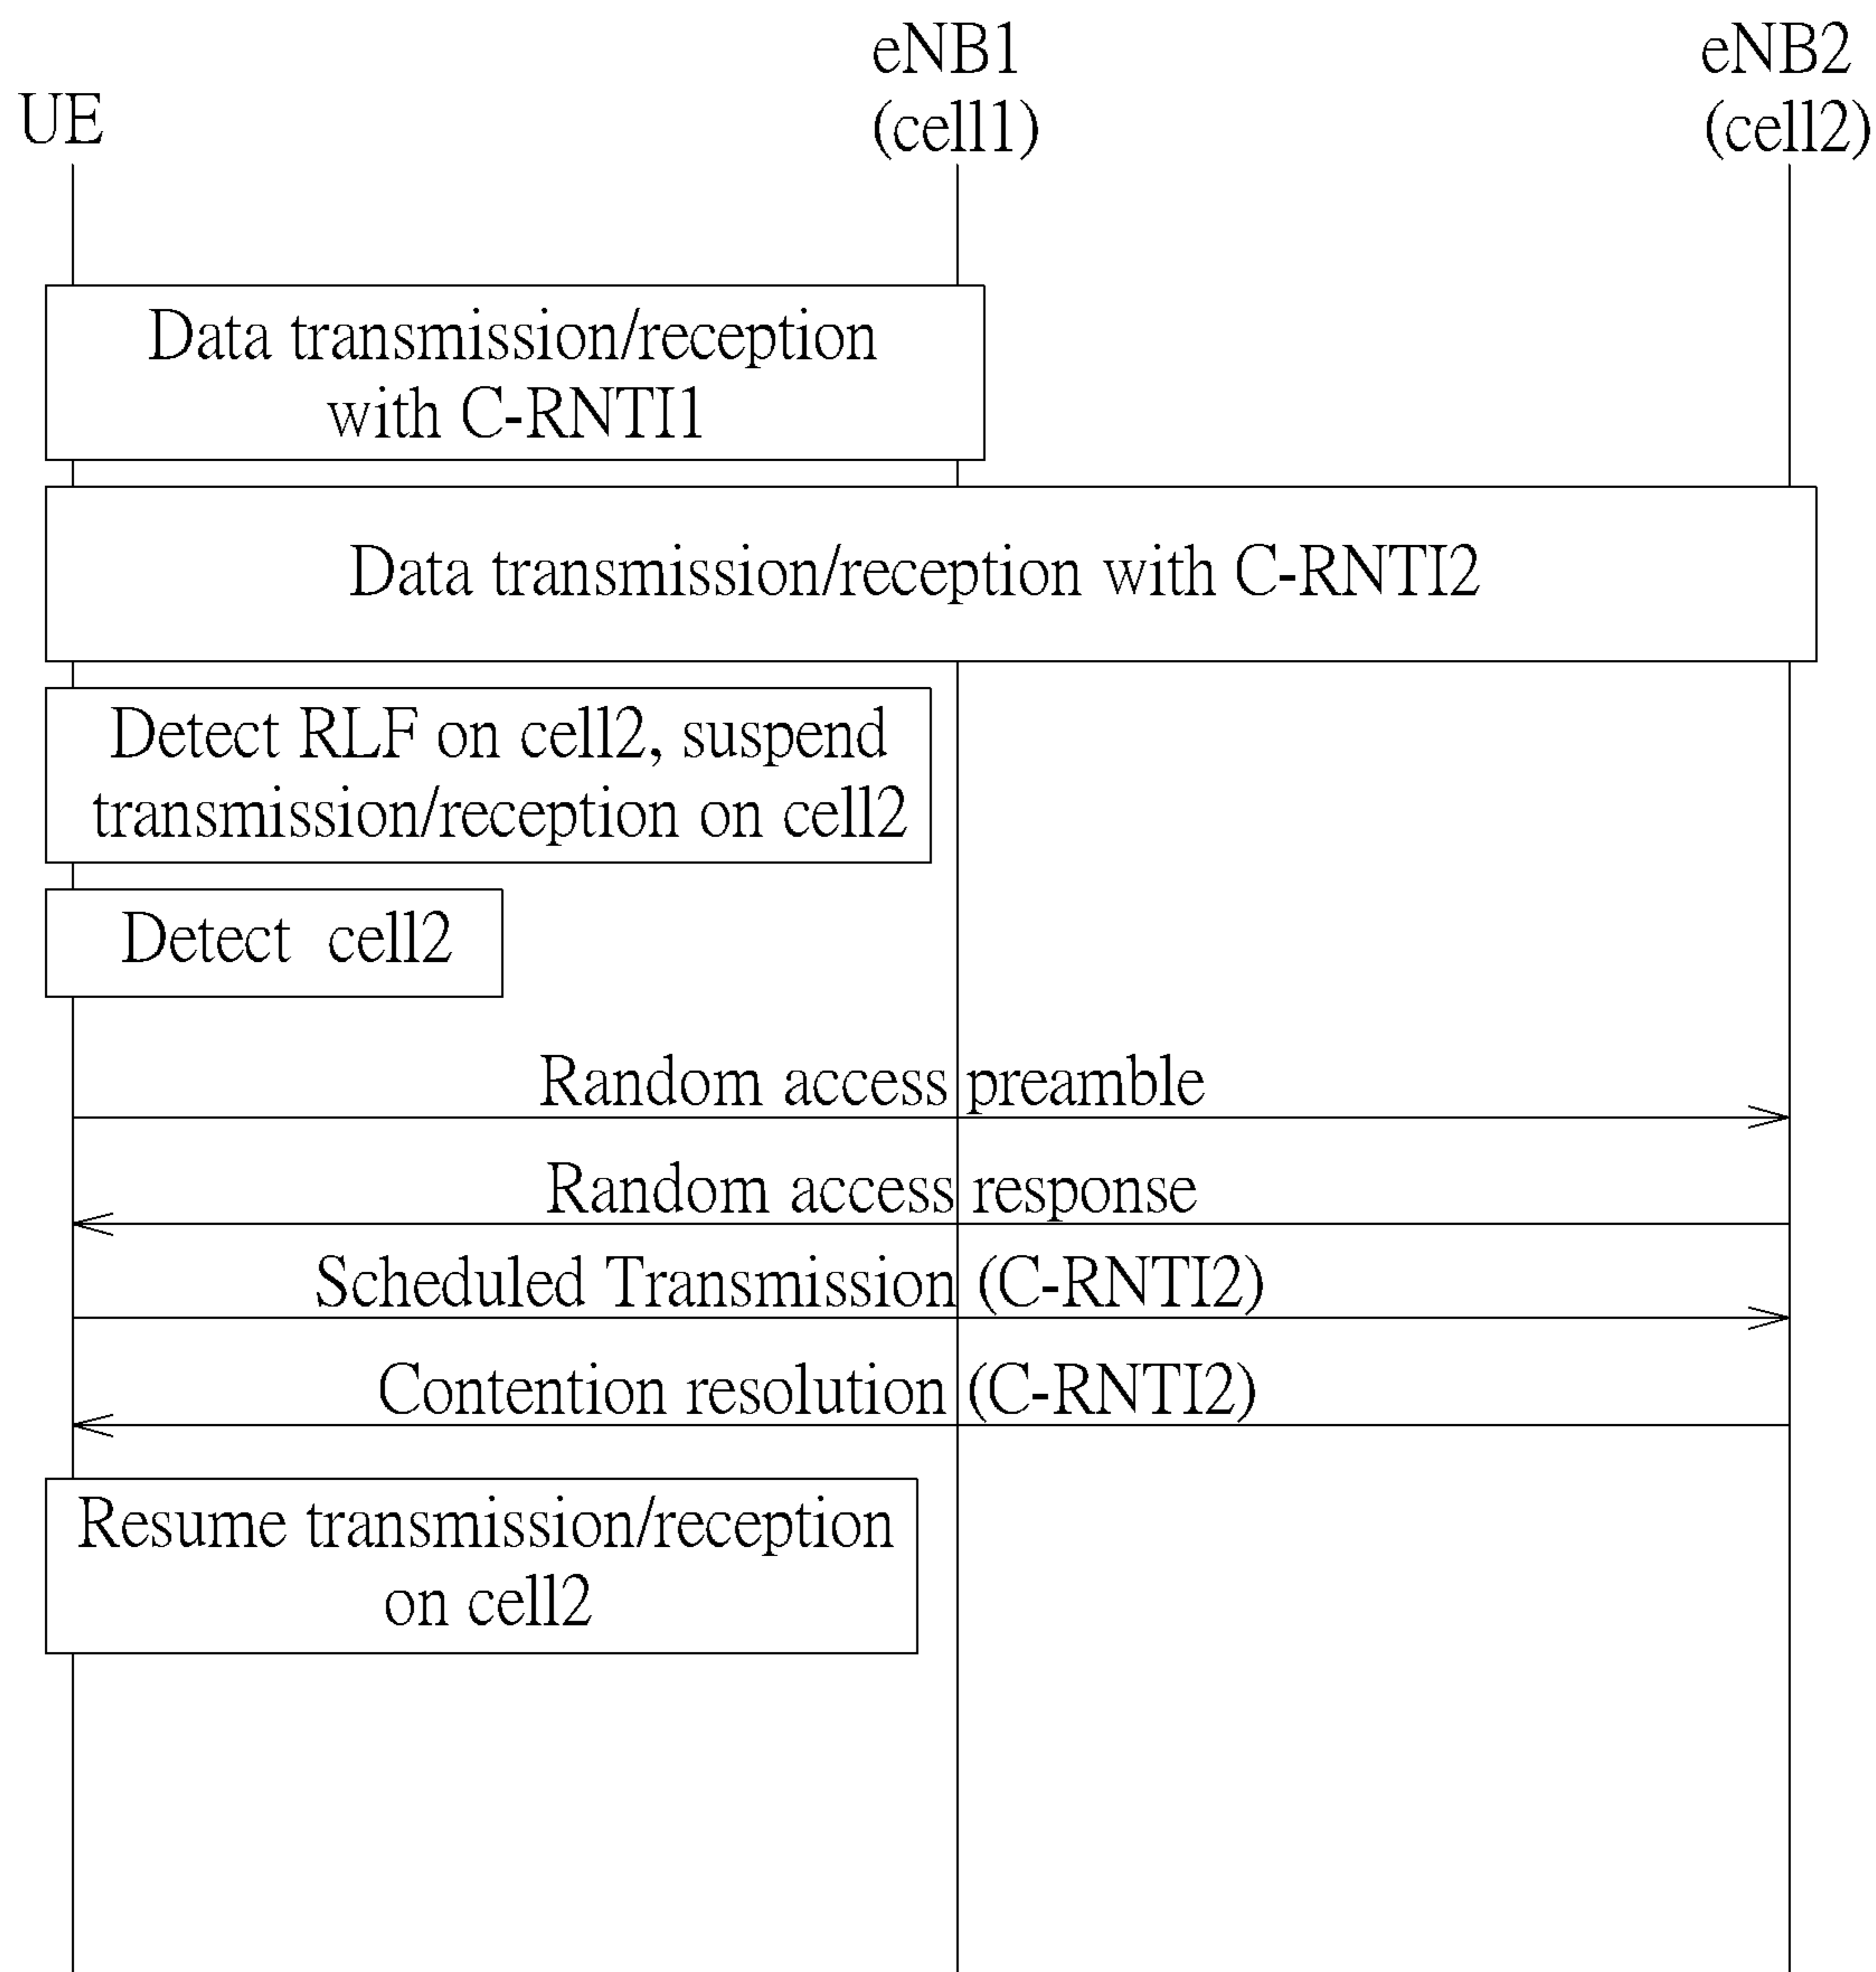 UE
eNB1
(cell1)
eNB2
(cell2)
Data transmission/reception
with C-RNTI1
Data transmission/reception with C-RNTI2
Detect RLF on cell2, suspend
transmission/reception on cell2
Detect cell2
Random access preamble
Random access response
Scheduled Transmission (C-RNTI2)
Contention resolution (C-RNTI2)
Resume transmission/reception
on cell2